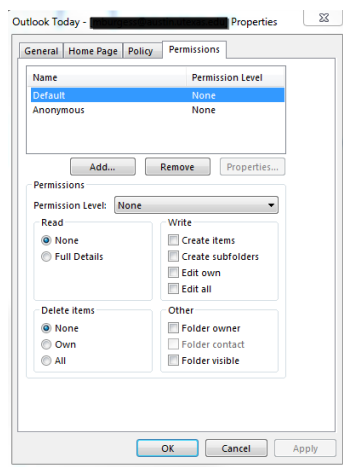 Outlook Today - Properties
General Home Page Policy Permissions
Name Permission Level
Default None
Anonymous None
Add... Remove Properties...
Permissions
Permission Level: None
Read Write
None Create items
Full Details Create subfolders
Edit own
Edit all
Delete items Other
None Folder owner
Own Folder contact
All Folder visible
OK Cancel Apply